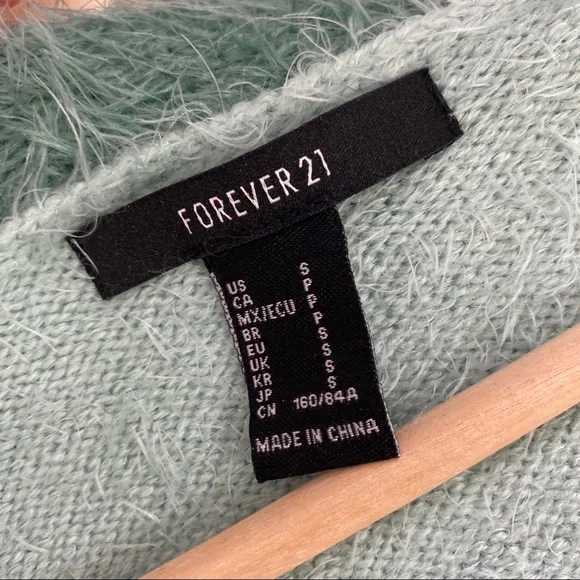 FOREVER 21
US S
CA P
MX/ECU P
BR P
EU S
UK S
KR S
JP S
CN 160/84A
MADE IN CHINA